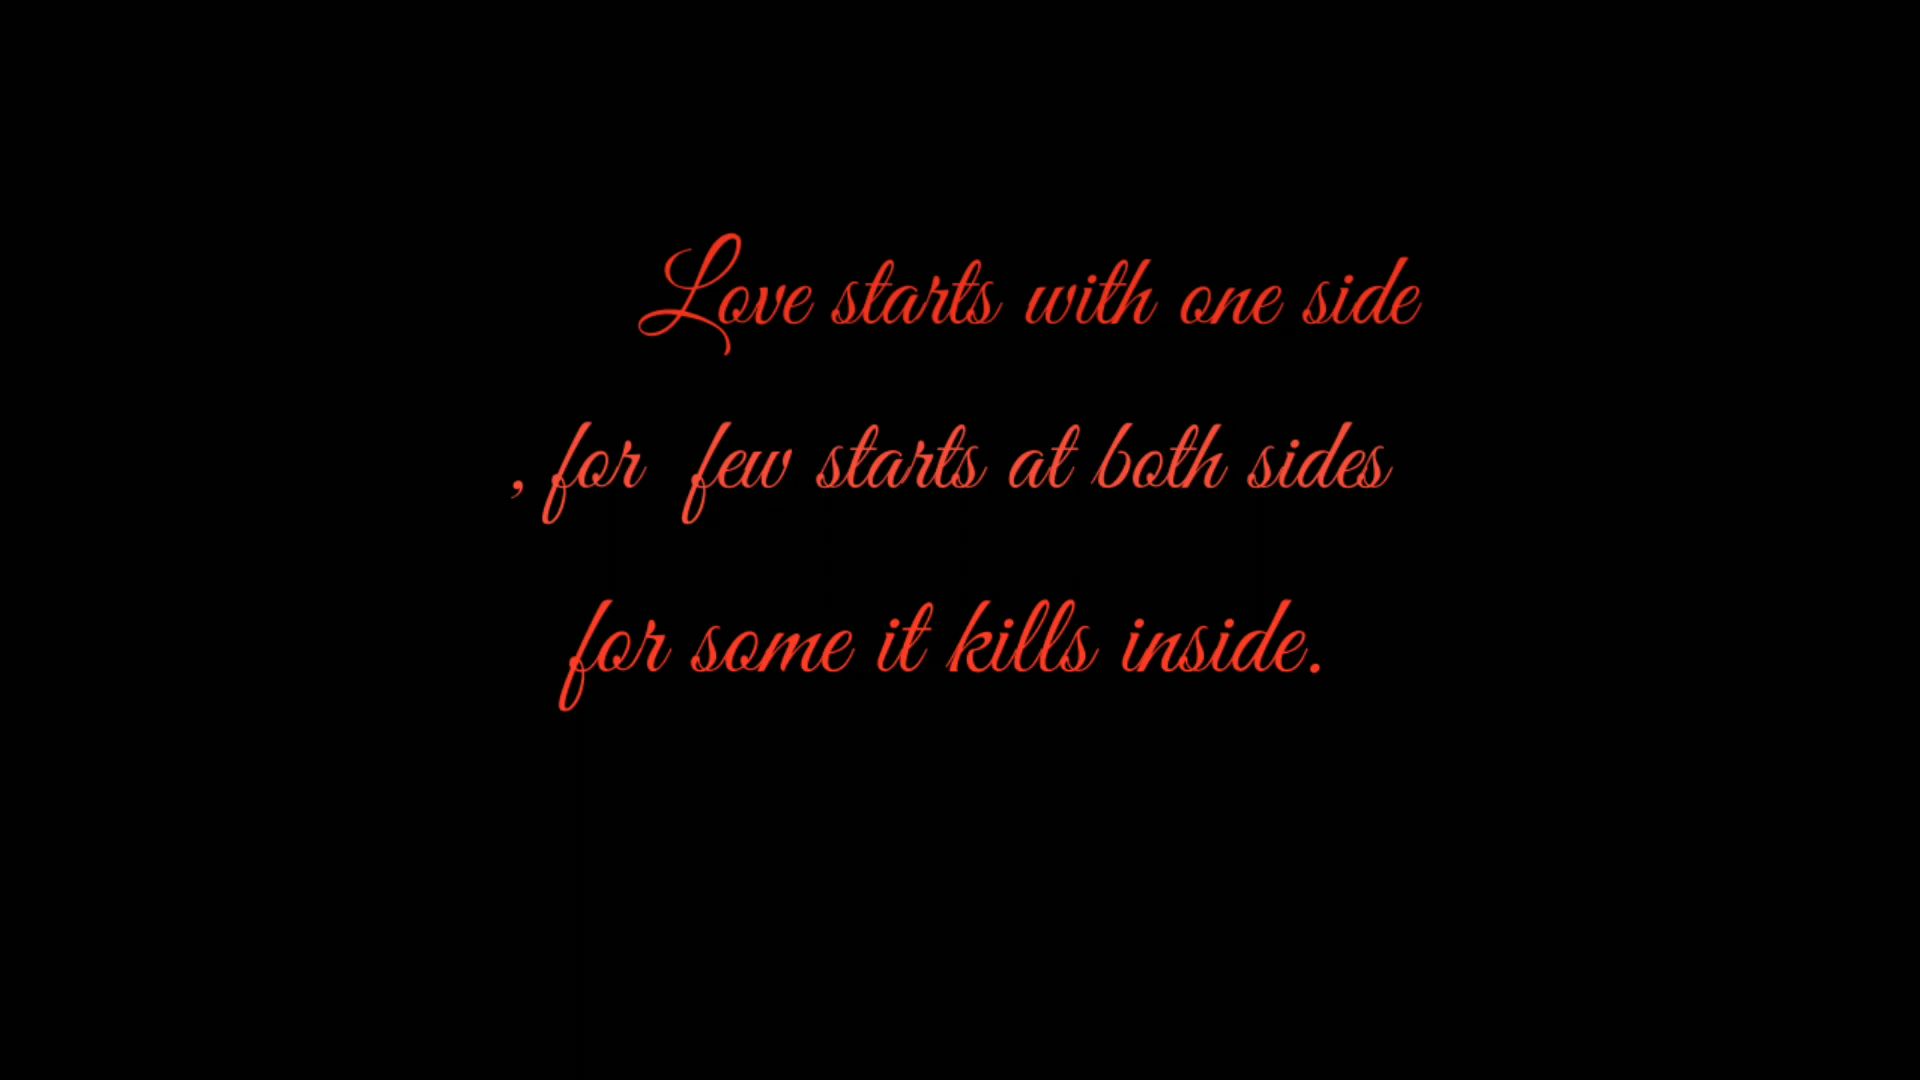 Love starts with one side
, for few starts at both sides
for some it kills inside.